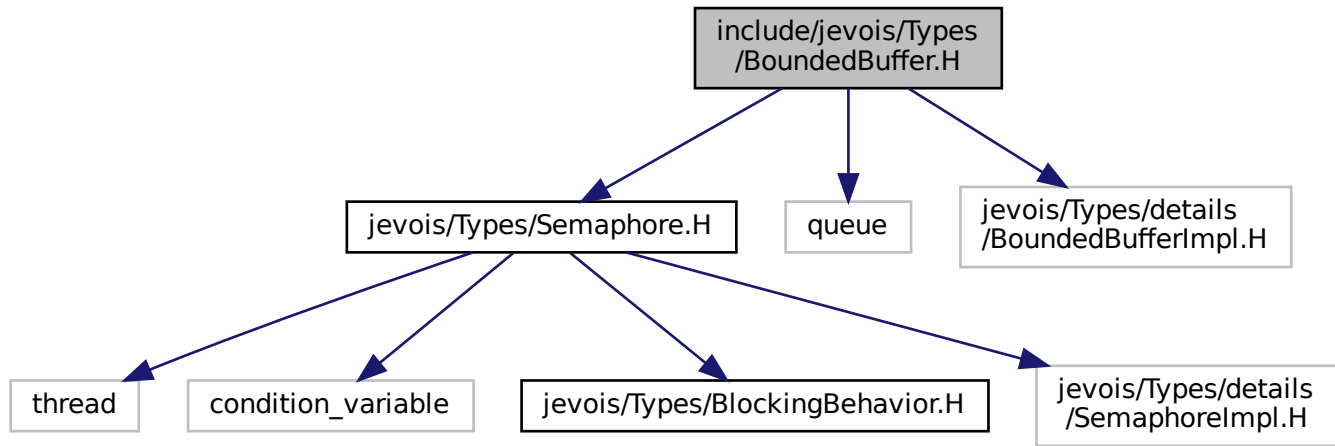 include/jevois/Types
/BoundedBuffer.H
jevois/Types/Semaphore.H
queue
jevois/Types/details
/BoundedBufferImpl.H
thread
condition_variable
jevois/Types/BlockingBehavior.H
jevois/Types/details
/SemaphoreImpl.H